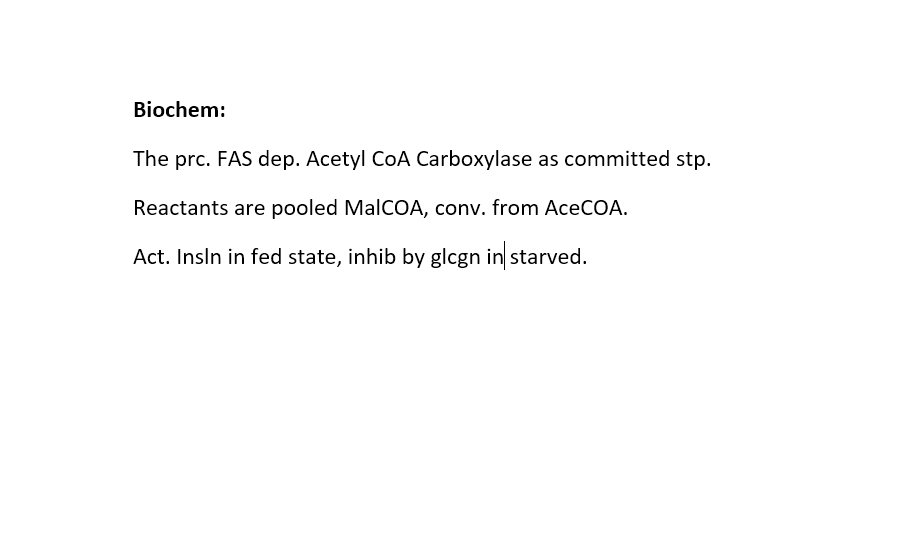 Biochem:
The prc. FAS dep. Acetyl CoA Carboxylase as committed stp.
Reactants are pooled MalCOA, conv. from AceCOA.
Act. Insln in fed state, inhib by glcgn in starved.